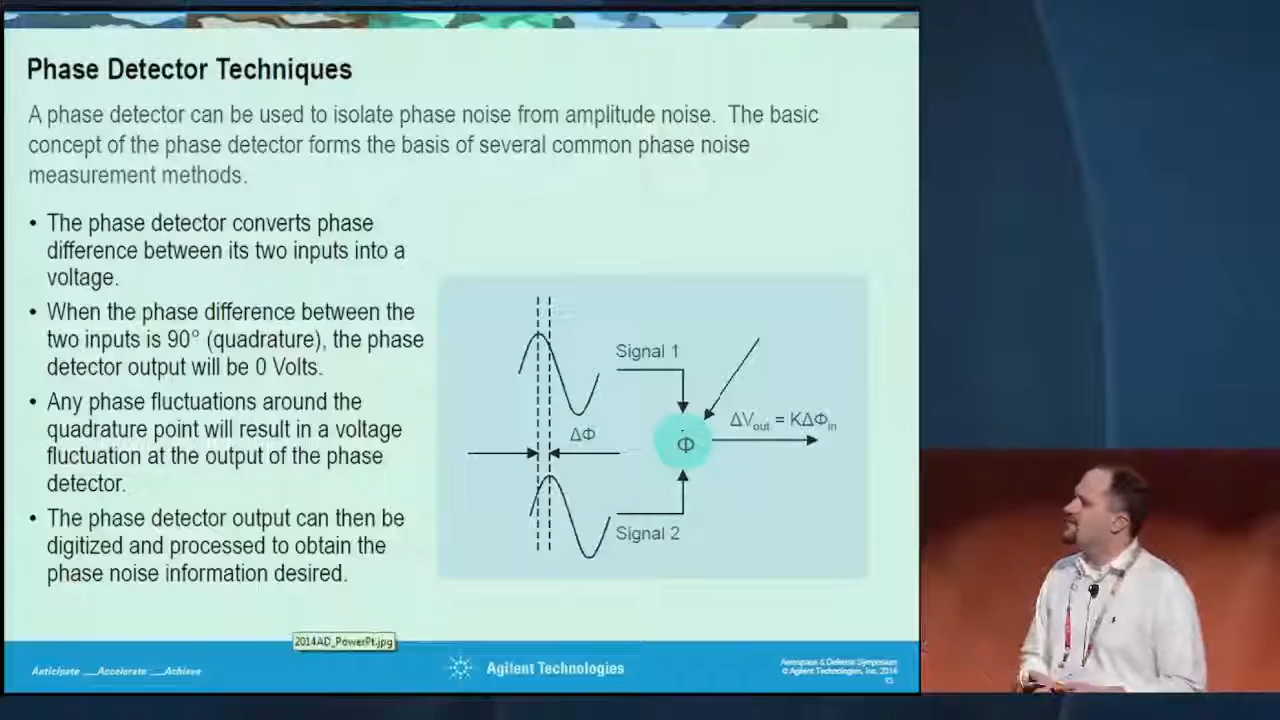 Phase Detector Techniques
A phase detector can be used to isolate phase noise from amplitude noise. The basic
concept of the phase detector forms the basis of several common phase noise
measurement methods.
• The phase detector converts phase
difference between its two inputs into a
voltage.
• When the phase difference between the
two inputs is 90° (quadrature), the phase
detector output will be 0 Volts.
• Any phase fluctuations around the
quadrature point will result in a voltage
fluctuation at the output of the phase
detector.
• The phase detector output can then be
digitized and processed to obtain the
phase noise information desired.
Signal 1
ΔΦ
Φ
ΔVout = KΔΦin
Signal 2
2014AD_PowerPt.jpg
Anticipate __Accelerate __Achieve
Agilent Technologies
Aerospace & Defense Symposium
© Agilent Technologies, Inc. 2014